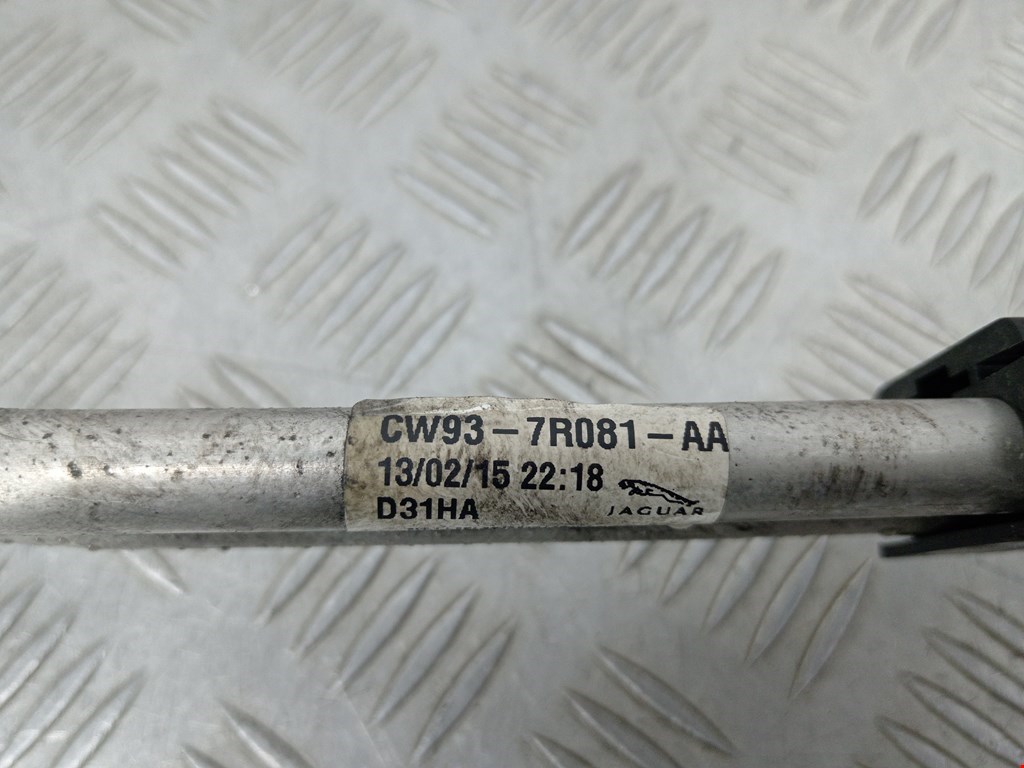 CW93-7R081-AA
13/02/15 22:18
D31HA
JAGUAR